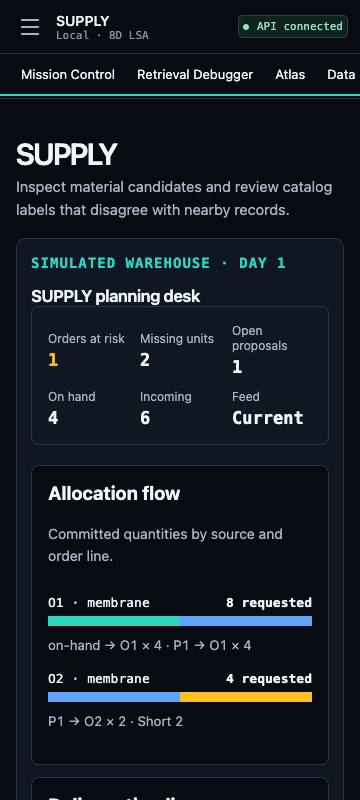 SUPPLY
Local · 8D LSA
● API connected
Mission Control Retrieval Debugger Atlas Data
SUPPLY
Inspect material candidates and review catalog
labels that disagree with nearby records.
SIMULATED WAREHOUSE · DAY 1
SUPPLY planning desk
Orders at risk Missing units Open proposals
1 2 1
On hand Incoming Feed
4 6 Current
Allocation flow
Committed quantities by source and
order line.
O1 · membrane 8 requested
on-hand → O1 × 4 · P1 → O1 × 4
O2 · membrane 4 requested
P1 → O2 × 2 · Short 2